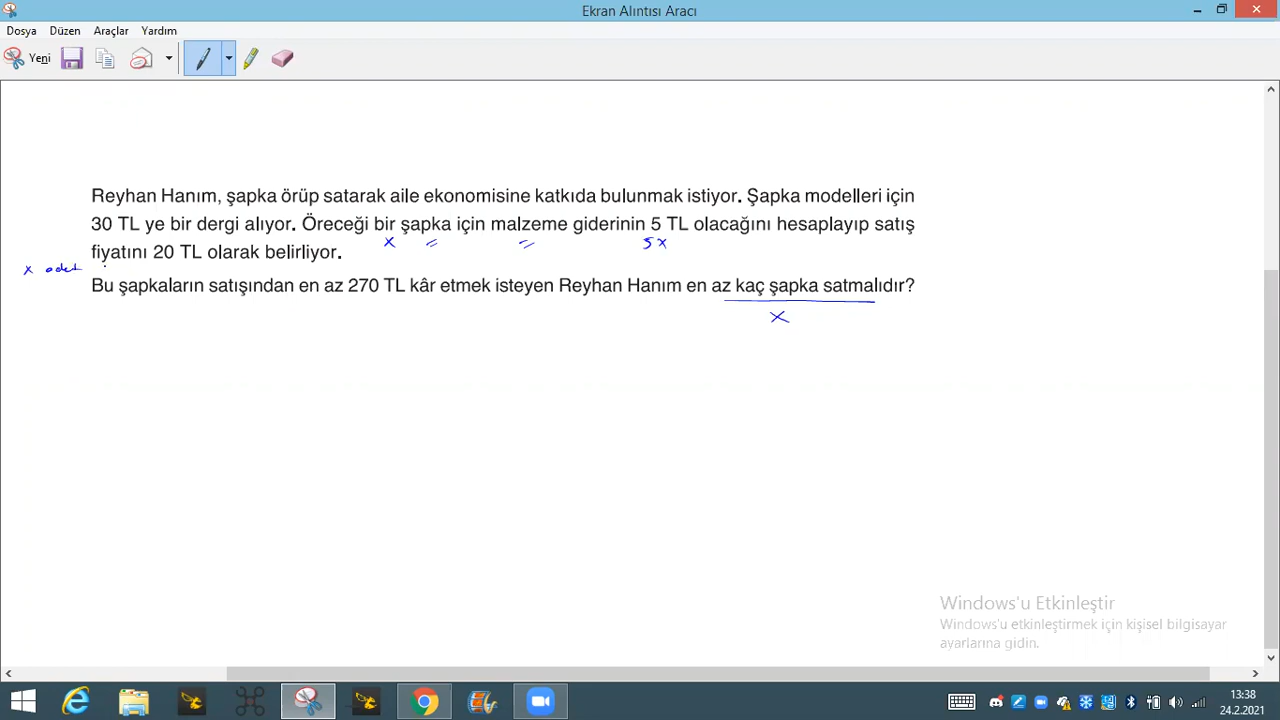 Ekran Alıntısı Aracı
Dosya Düzen Araçlar Yardım
Yeni
Reyhan Hanım, şapka örüp satarak aile ekonomisine katkıda bulunmak istiyor. Şapka modelleri için
30 TL ye bir dergi alıyor. Öreceği bir şapka için malzeme giderinin 5 TL olacağını hesaplayıp satış
x = = 5x
fiyatını 20 TL olarak belirliyor.
x adet
Bu şapkaların satışından en az 270 TL kâr etmek isteyen Reyhan Hanım en az kaç şapka satmalıdır?
x
Windows'u Etkinleştir
Windows'u etkinleştirmek için kişisel bilgisayar
ayarlarına gidin.
13:38
24.2.2021